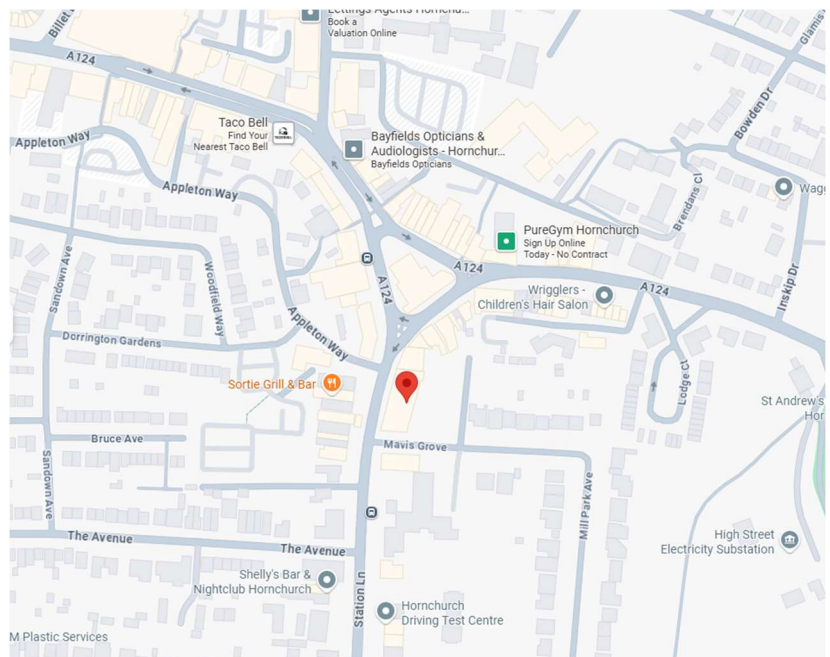 Lettings Agents Hornchu...
Book a
Valuation Online
Billet
Glamis
A124
Taco Bell
Find Your
Nearest Taco Bell
Bayfields Opticians &
Audiologists - Hornchur...
Bayfields Opticians
Bowden Dr
Appleton Way
Appleton Way
Brendans Cl
Wagg
PureGym Hornchurch
Sign Up Online
Today - No Contract
Sandown Ave
Woodfield Way
A124
A124
A124
Inskip Dr
Wrigglers -
Children's Hair Salon
Appleton Way
Dorrington Gardens
Sortie Grill & Bar
Lodge Ct
St Andrew's
Hor
Bruce Ave
Mavis Grove
Sandown Ave
Mill Park Ave
The Avenue
The Avenue
High Street
Electricity Substation
Shelly's Bar &
Nightclub Hornchurch
Station Ln
Hornchurch
Driving Test Centre
M Plastic Services